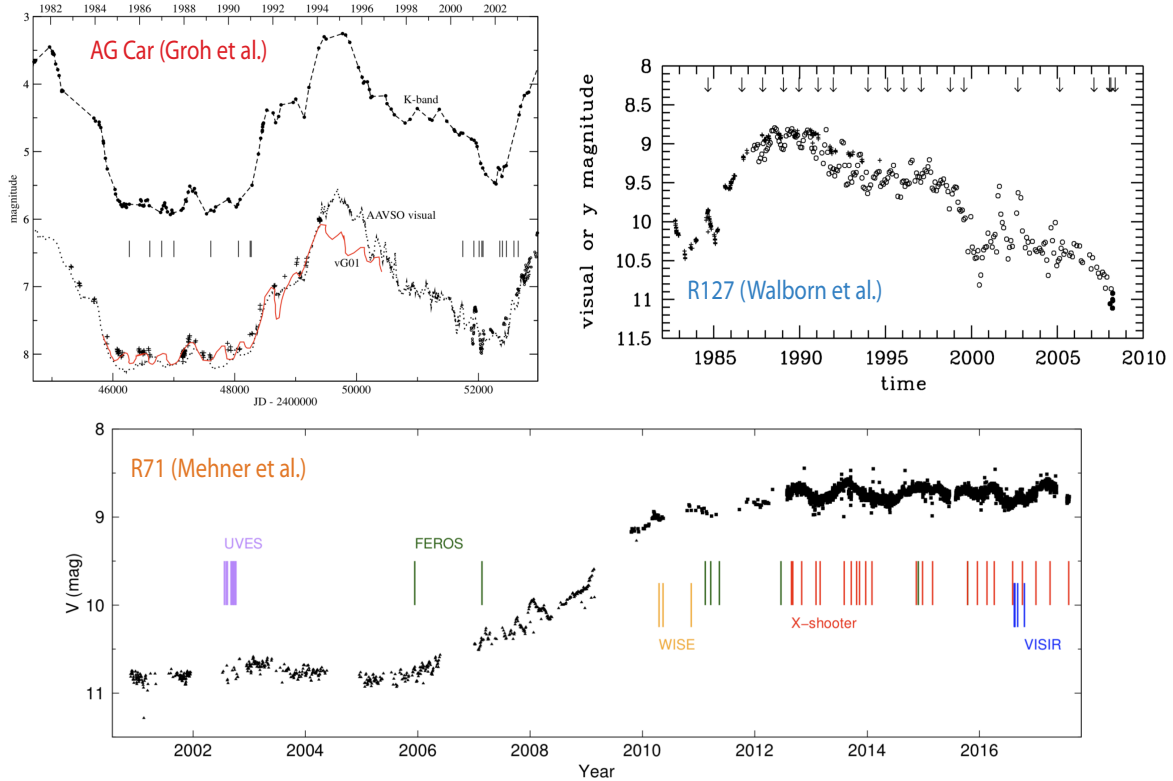 1982 1984 1986 1988 1990 1992 1994 1996 1998 2000 2002
AG Car (Groh et al.)
3
4
5
6
7
8
magnitude
K-band
AAVSO visual
vG01
46000 48000 50000 52000
JD - 2400000
R127 (Walborn et al.)
8
8.5
9
9.5
10
10.5
11
11.5
visual or y magnitude
1985 1990 1995 2000 2005 2010
time
R71 (Mehner et al.)
8
9
10
11
V (mag)
UVES
FEROS
WISE
X-shooter
VISIR
2002 2004 2006 2008 2010 2012 2014 2016
Year